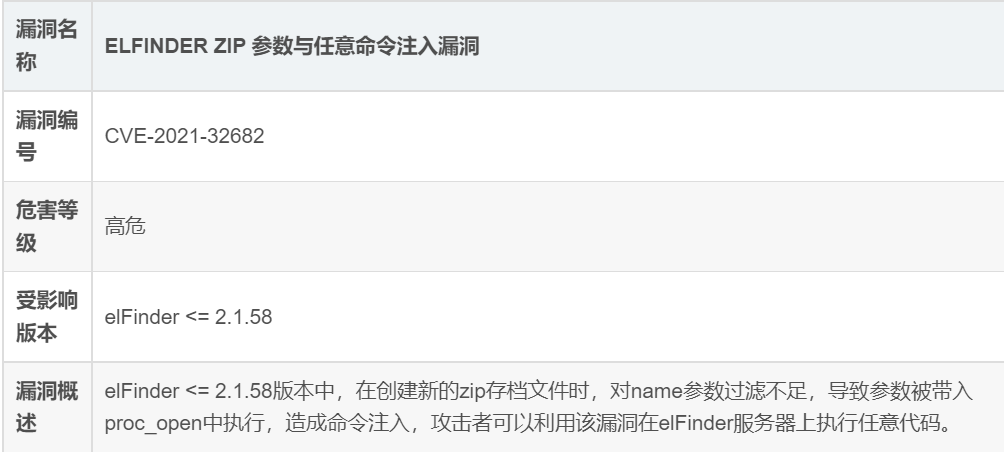 漏洞名
称
ELFINDER ZIP 参数与任意命令注入漏洞
漏洞编
号
CVE-2021-32682
危害等
级
高危
受影响
版本
elFinder <= 2.1.58
漏洞概
述
elFinder <= 2.1.58版本中，在创建新的zip存档文件时，对name参数过滤不足，导致参数被带入
proc_open中执行，造成命令注入，攻击者可以利用该漏洞在elFinder服务器上执行任意代码。